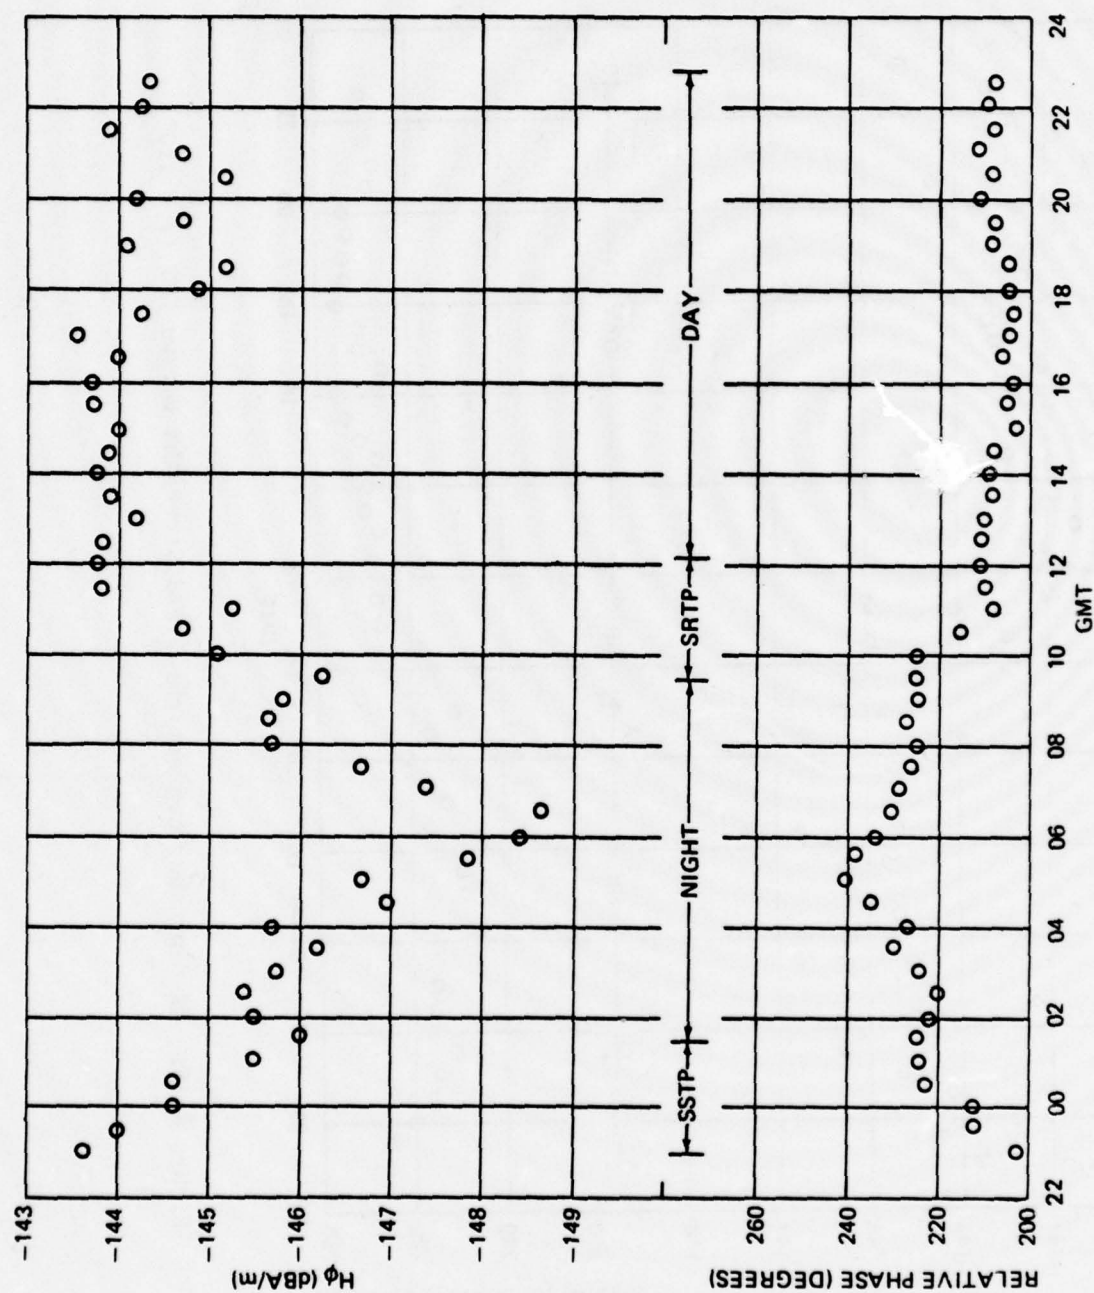 Hφ (dBA/m)
−143
−144
−145
−146
−147
−148
−149
SSTP
NIGHT
SRTP
DAY
RELATIVE PHASE (DEGREES)
260
240
220
200
22 00 02 04 06 08 10 12 14 16 18 20 22 24
GMT